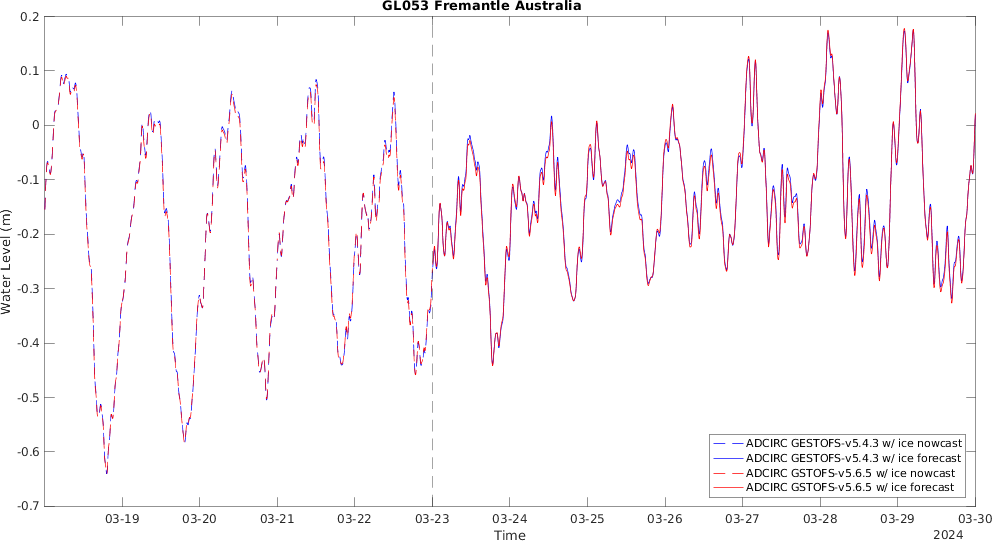 GL053 Fremantle Australia
0.2
0.1
0
-0.1
-0.2
-0.3
-0.4
-0.5
-0.6
-0.7
Water Level (m)
ADCIRC GESTOFS-v5.4.3 w/ ice nowcast
ADCIRC GESTOFS-v5.4.3 w/ ice forecast
ADCIRC GSTOFS-v5.6.5 w/ ice nowcast
ADCIRC GSTOFS-v5.6.5 w/ ice forecast
03-19 03-20 03-21 03-22 03-23 03-24 03-25 03-26 03-27 03-28 03-29 03-30
Time
2024